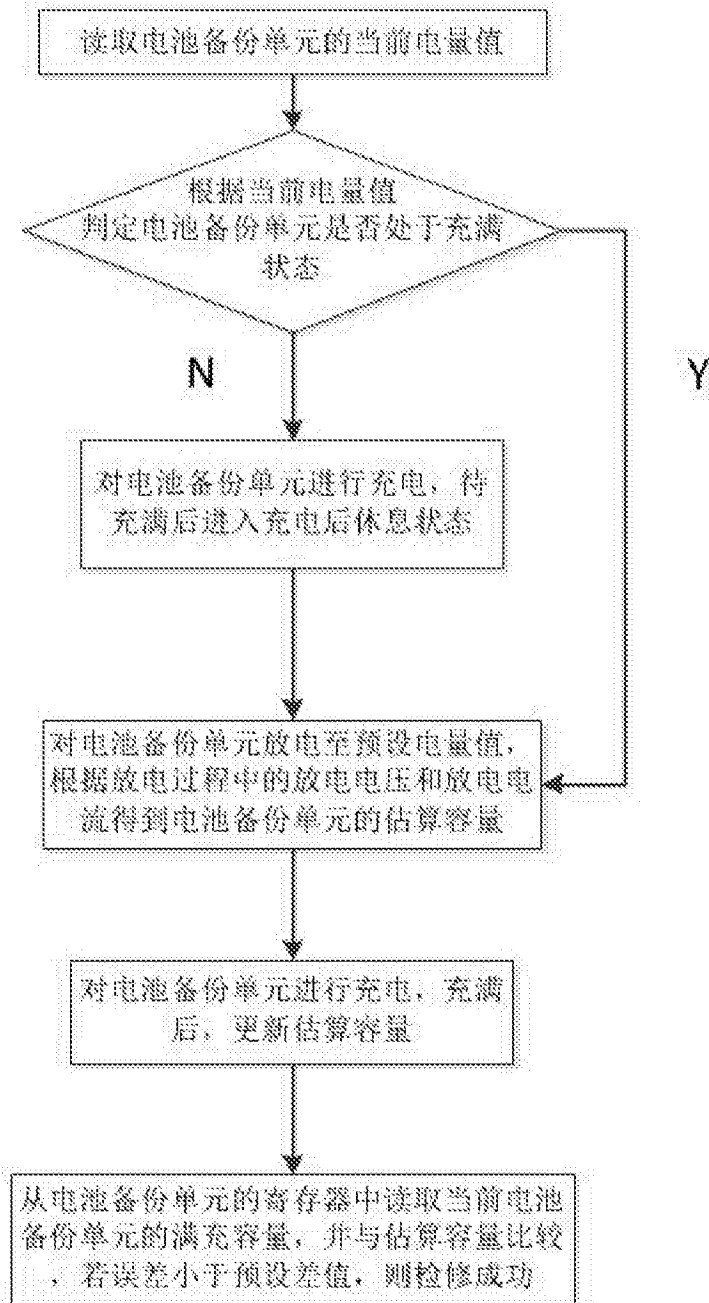 读取电池备份单元的当前电量值
根据当前电量值
判定电池备份单元是否处于充满
状态
N
Y
对电池备份单元进行充电，待
充满后进入充电后休息状态
对电池备份单元放电至预设电量值，
根据放电过程中的放电电压和放电电
流得到电池备份单元的估算容量
对电池备份单元进行充电，充满
后，更新估算容量
从电池备份单元的寄存器中读取当前电池
备份单元的满充容量，并与估算容量比较
，若误差小于预设差值，则检修成功